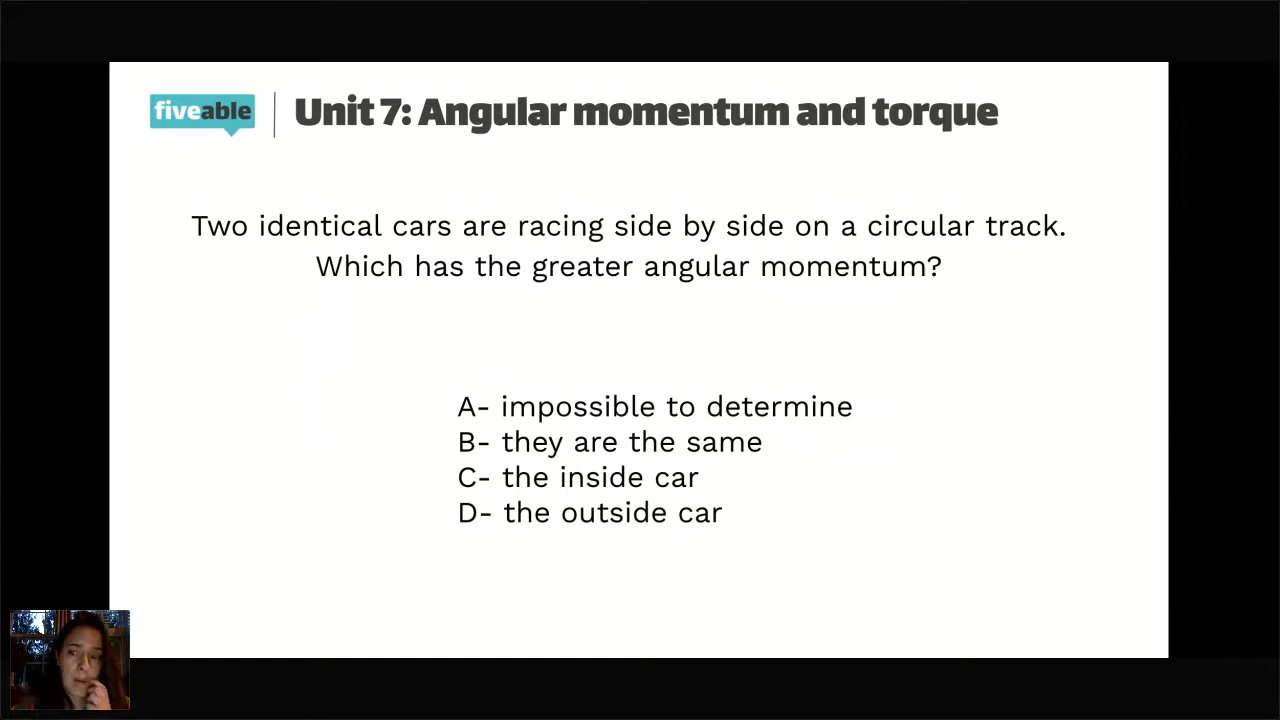 fiveable
Unit 7: Angular momentum and torque
Two identical cars are racing side by side on a circular track.
Which has the greater angular momentum?
A- impossible to determine
B- they are the same
C- the inside car
D- the outside car